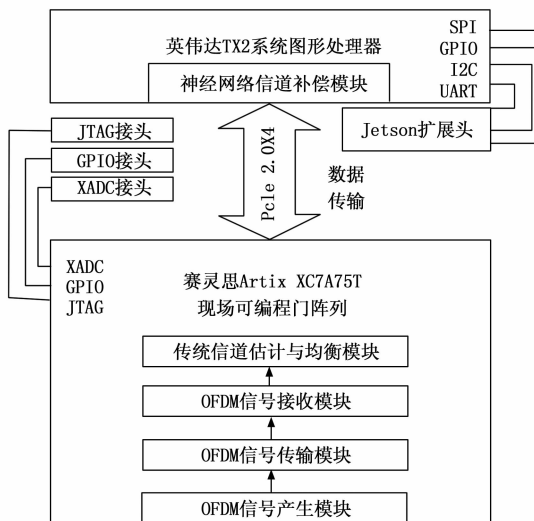 英伟达TX2系统图形处理器
神经网络信道补偿模块
SPI
GPIO
I2C
UART
Jetson扩展头
JTAG接头
GPIO接头
XADC接头
PcIe 2.0X4
数据
传输
XADC
GPIO
JTAG
赛灵思Artix XC7A75T
现场可编程门阵列
传统信道估计与均衡模块
OFDM信号接收模块
OFDM信号传输模块
OFDM信号产生模块